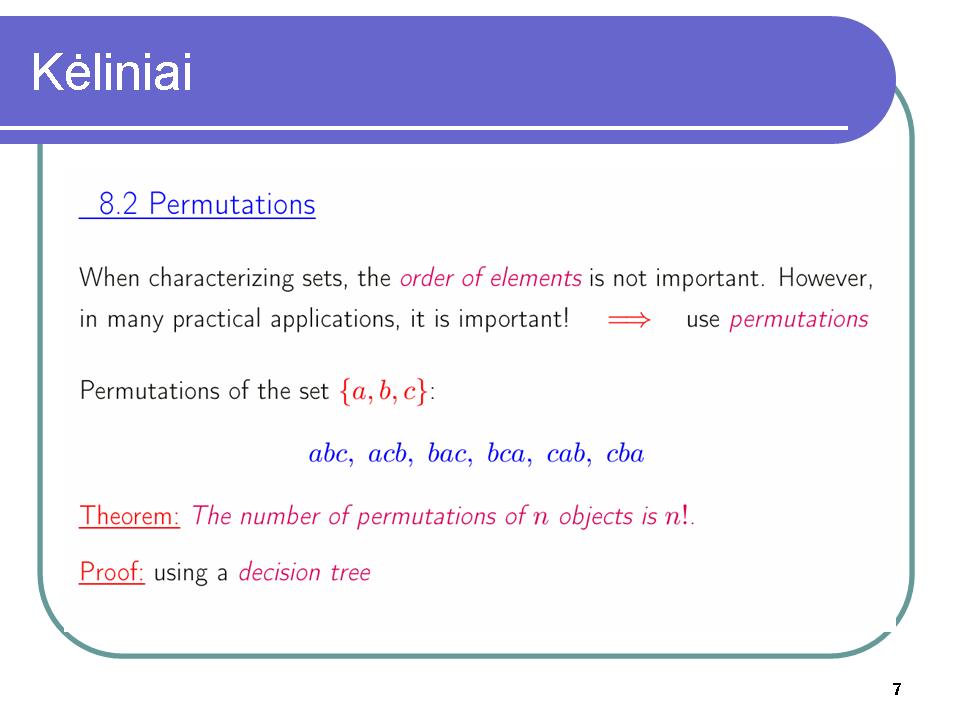 Kėliniai
8.2 Permutations
When characterizing sets, the order of elements is not important. However,
in many practical applications, it is important! ⟹ use permutations
Permutations of the set {a, b, c}:
abc, acb, bac, bca, cab, cba
Theorem: The number of permutations of n objects is n!.
Proof: using a decision tree
7